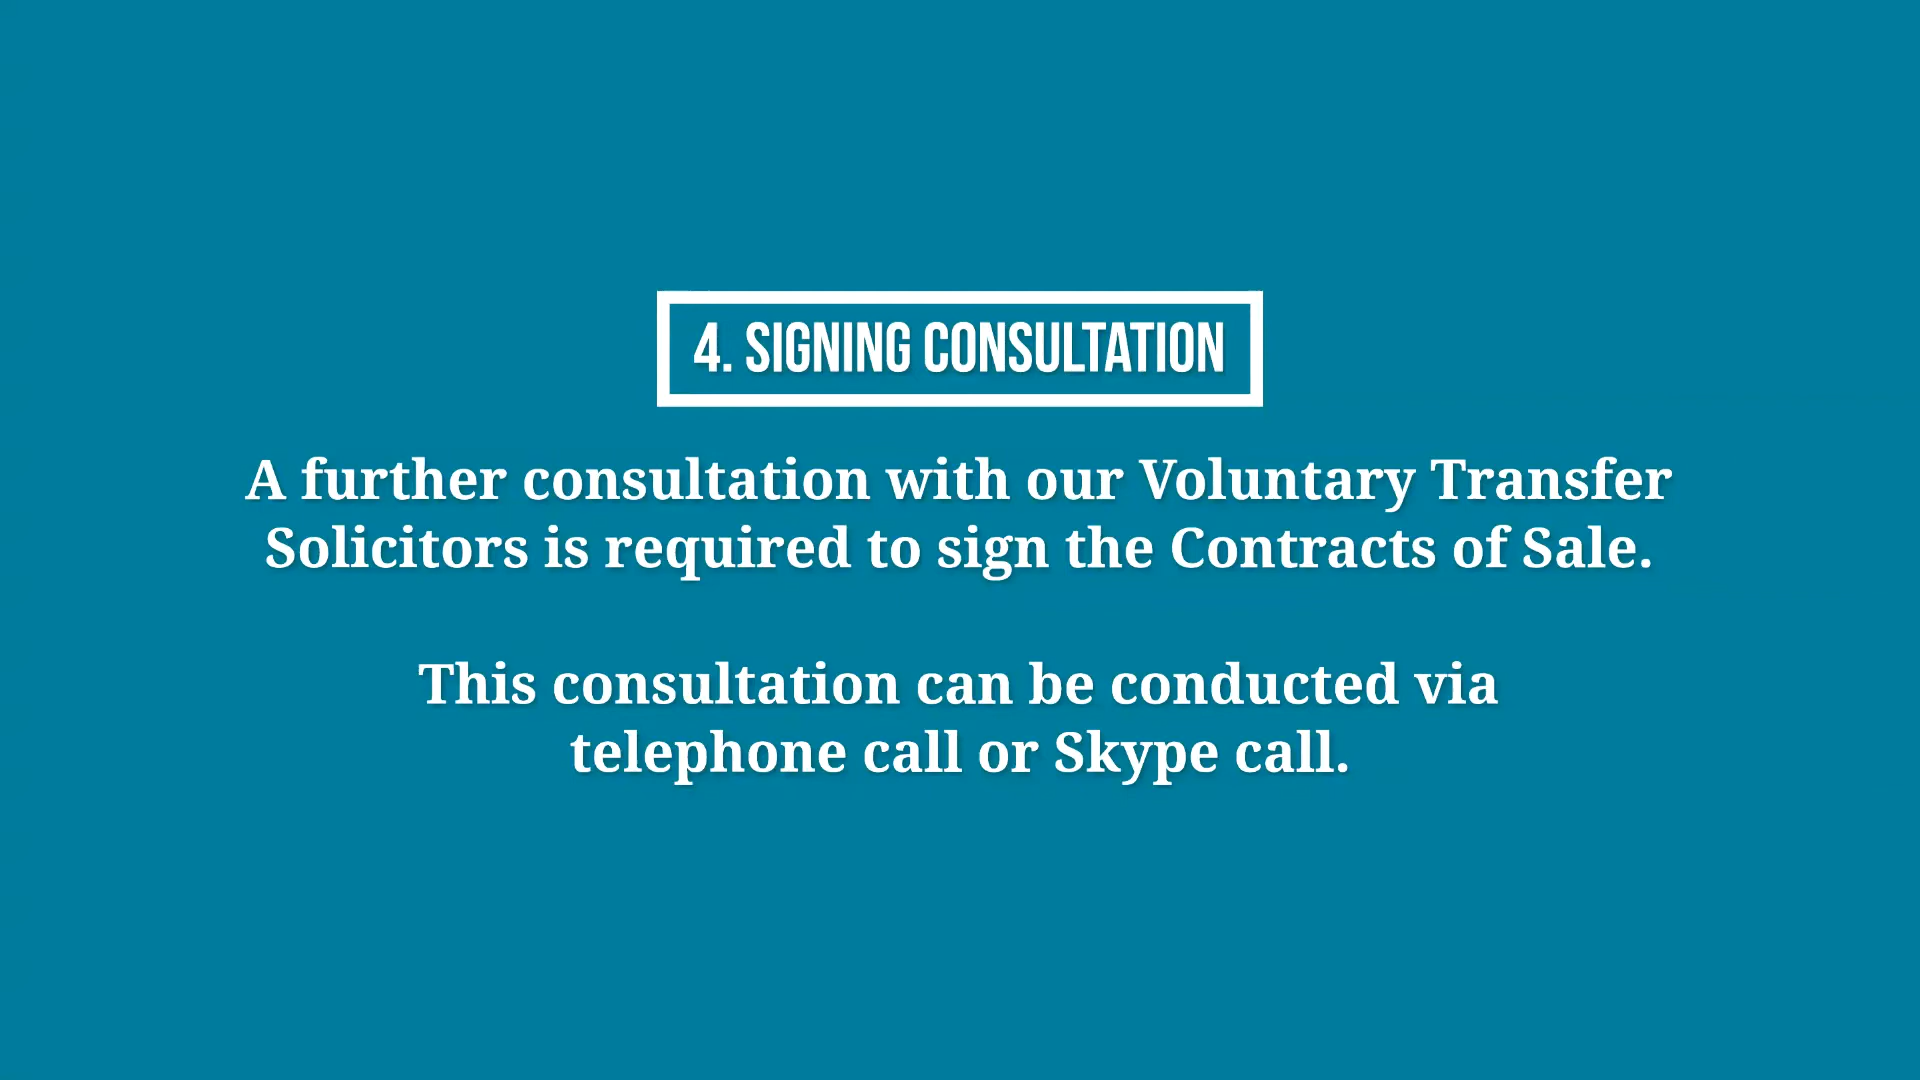 4. SIGNING CONSULTATION
A further consultation with our Voluntary Transfer
Solicitors is required to sign the Contracts of Sale.
This consultation can be conducted via
telephone call or Skype call.